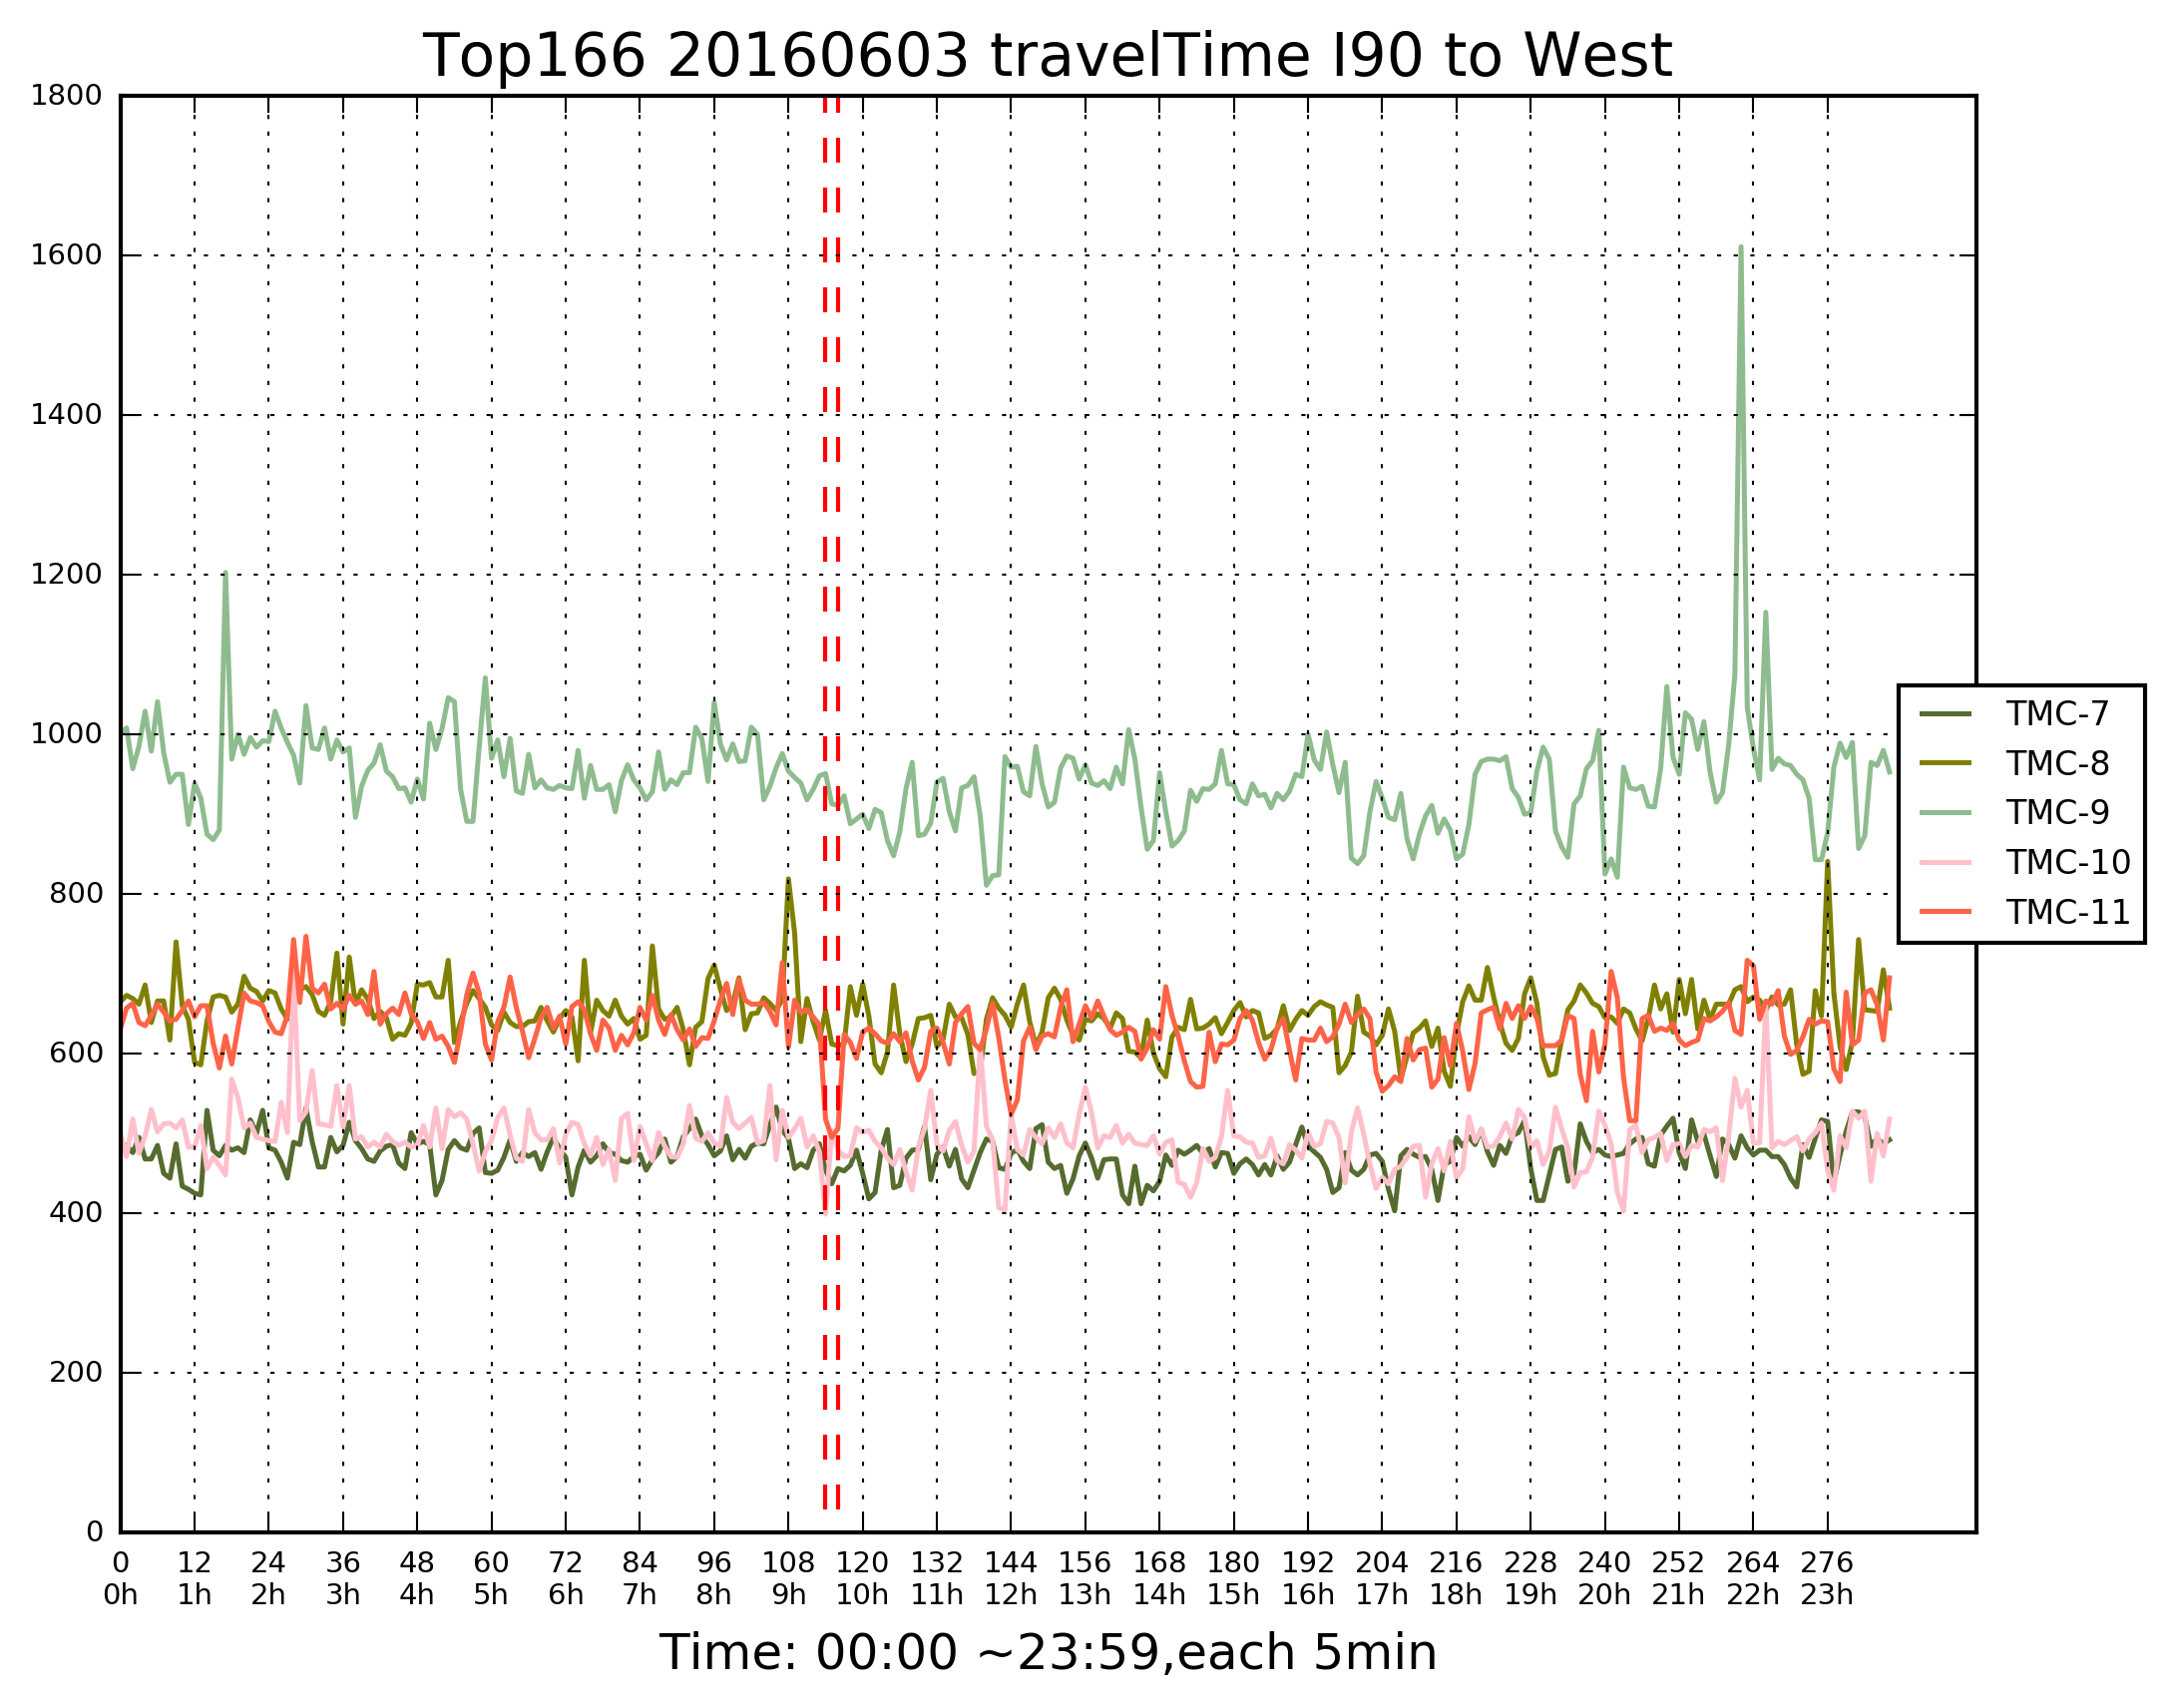 Top166 20160603 travelTime I90 to West
1800
1600
1400
1200
1000
800
600
400
200
0
0 12 24 36 48 60 72 84 96 108 120 132 144 156 168 180 192 204 216 228 240 252 264 276
0h 1h 2h 3h 4h 5h 6h 7h 8h 9h 10h 11h 12h 13h 14h 15h 16h 17h 18h 19h 20h 21h 22h 23h
Time: 00:00 ~23:59,each 5min
TMC-7
TMC-8
TMC-9
TMC-10
TMC-11